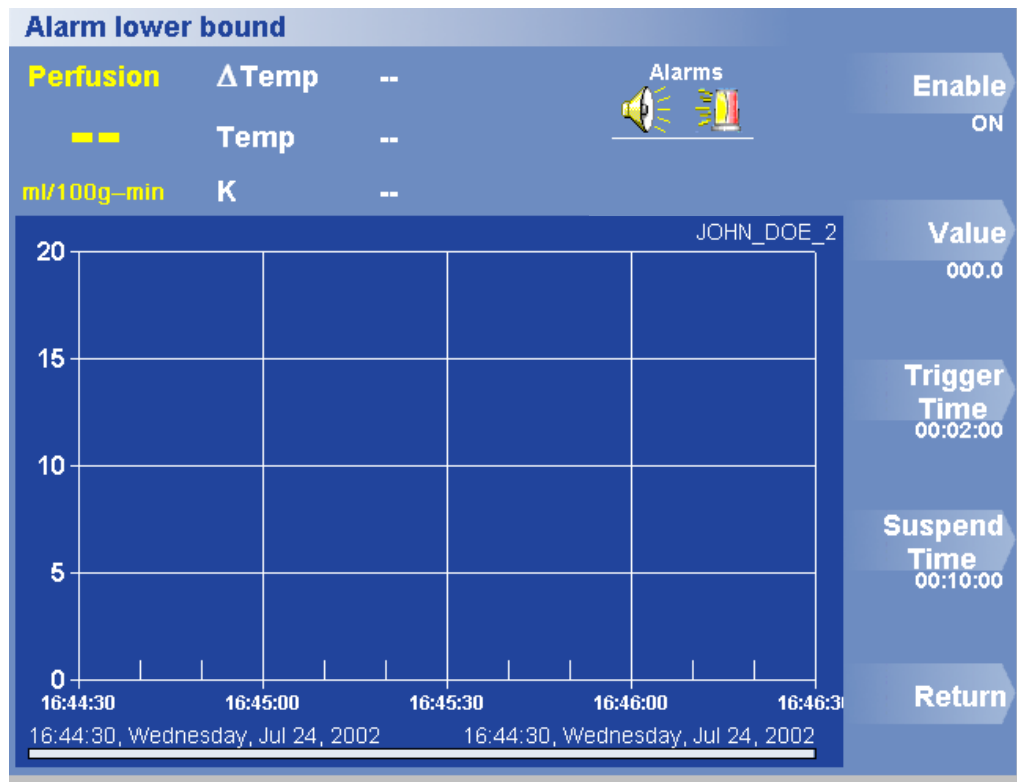 Alarm lower bound
Perfusion
--
ml/100g–min
ΔTemp --
Temp --
K --
Alarms
Enable
ON
Value
000.0
Trigger
Time
00:02:00
Suspend
Time
00:10:00
Return
JOHN_DOE_2
20
15
10
5
0
16:44:30 16:45:00 16:45:30 16:46:00 16:46:3
16:44:30, Wednesday, Jul 24, 2002 16:44:30, Wednesday, Jul 24, 2002